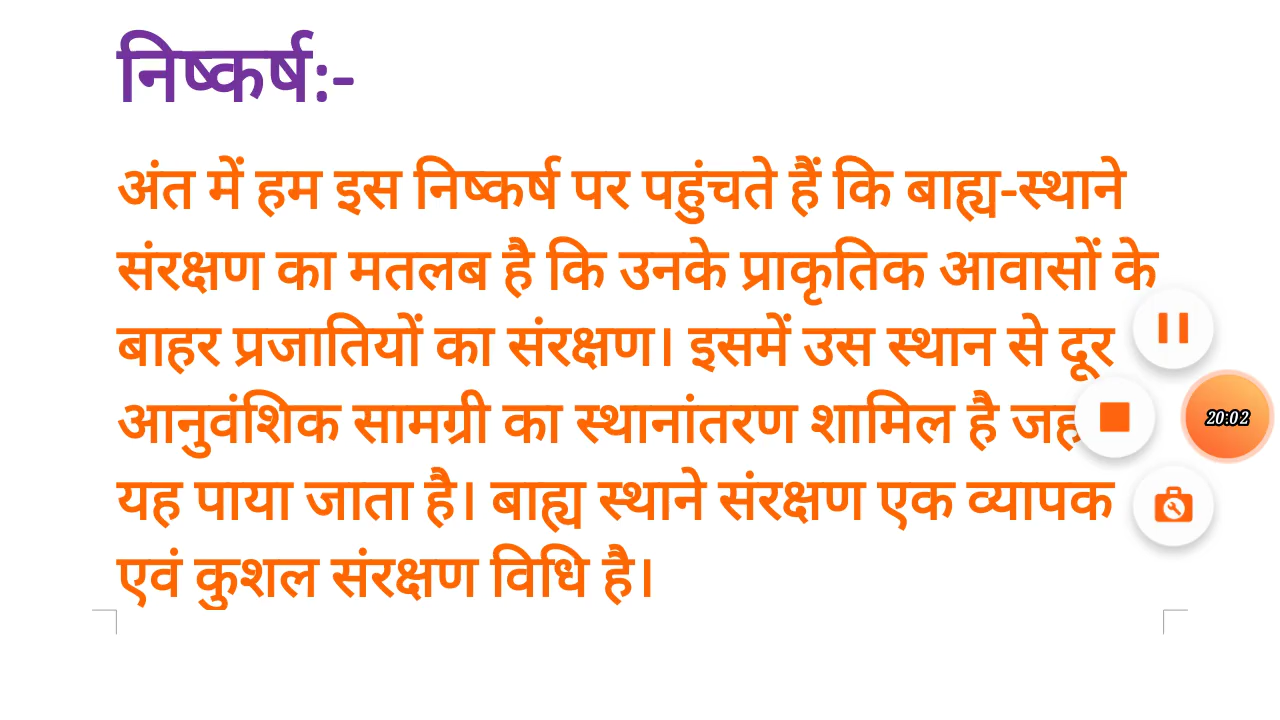 निष्कर्ष:-
अंत में हम इस निष्कर्ष पर पहुंचते हैं कि बाह्य-स्थाने
संरक्षण का मतलब है कि उनके प्राकृतिक आवासों के
बाहर प्रजातियों का संरक्षण। इसमें उस स्थान से दूर
आनुवंशिक सामग्री का स्थानांतरण शामिल है
20:02
यह पाया जाता है। बाह्य स्थाने संरक्षण एक व्यापक
एवं कुशल संरक्षण विधि है।